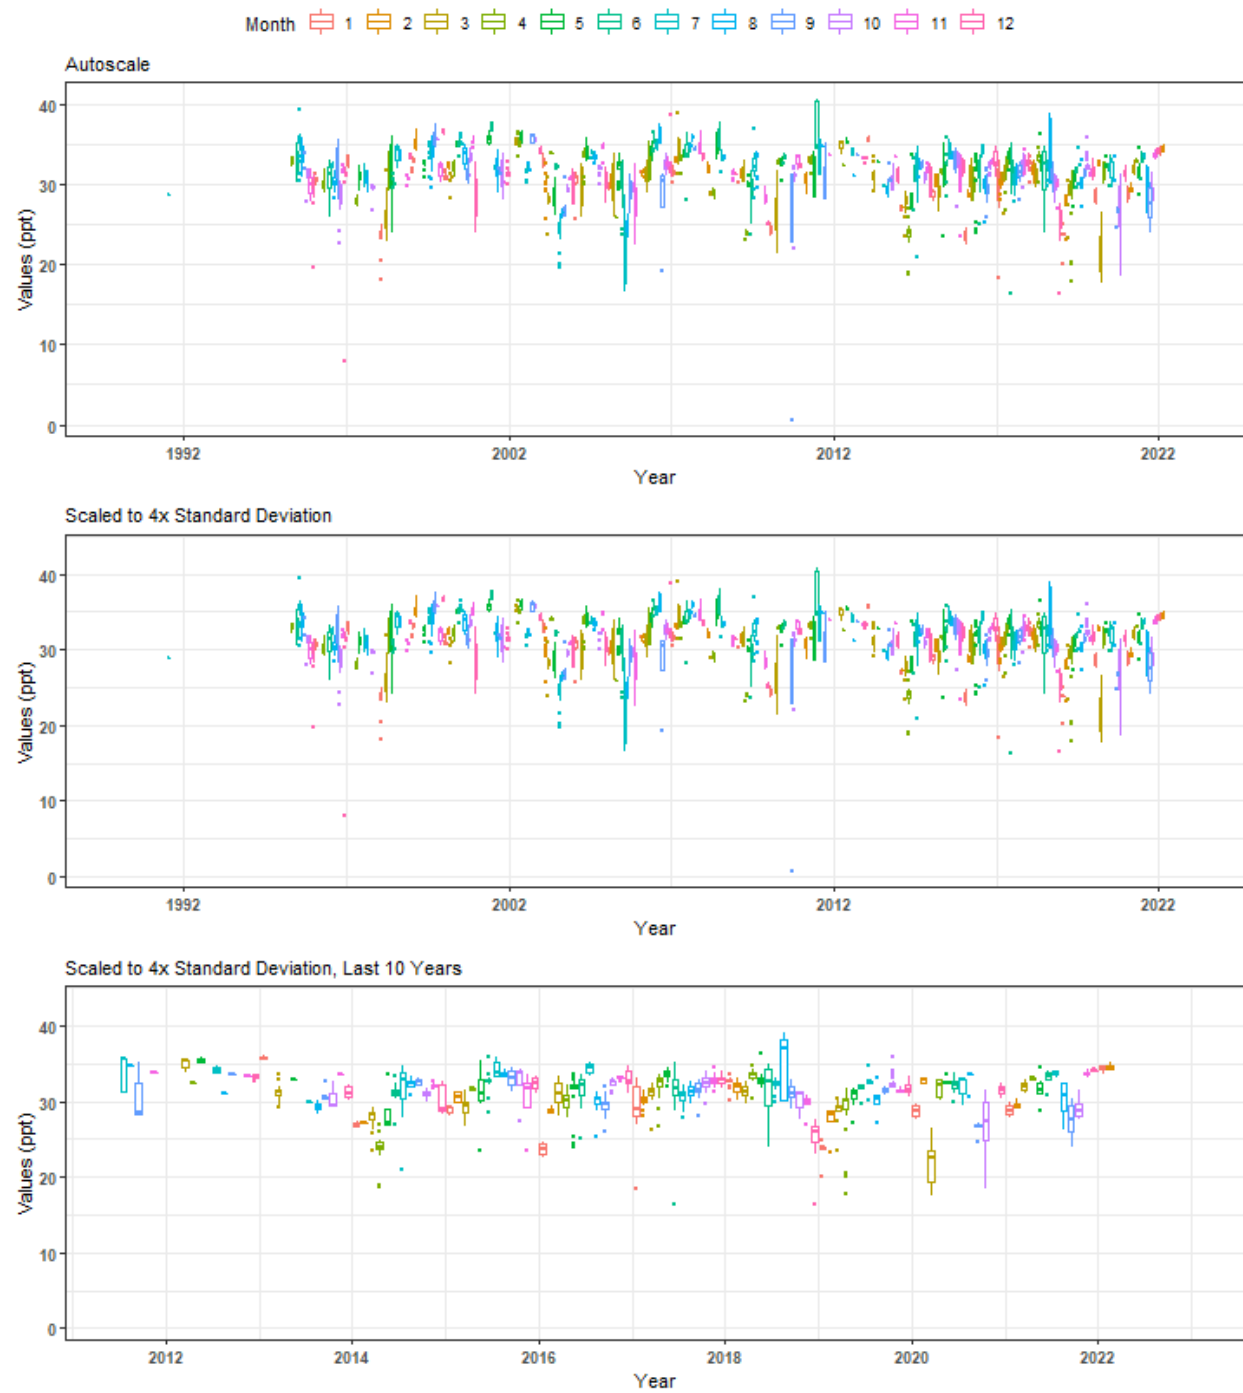 Month 1 2 3 4 5 6 7 8 9 10 11 12
Autoscale
40
30
20
10
0
Values (ppt)
1992 2002 2012 2022
Year
Scaled to 4x Standard Deviation
40
30
20
10
0
Values (ppt)
1992 2002 2012 2022
Year
Scaled to 4x Standard Deviation, Last 10 Years
40
30
20
10
0
Values (ppt)
2012 2014 2016 2018 2020 2022
Year